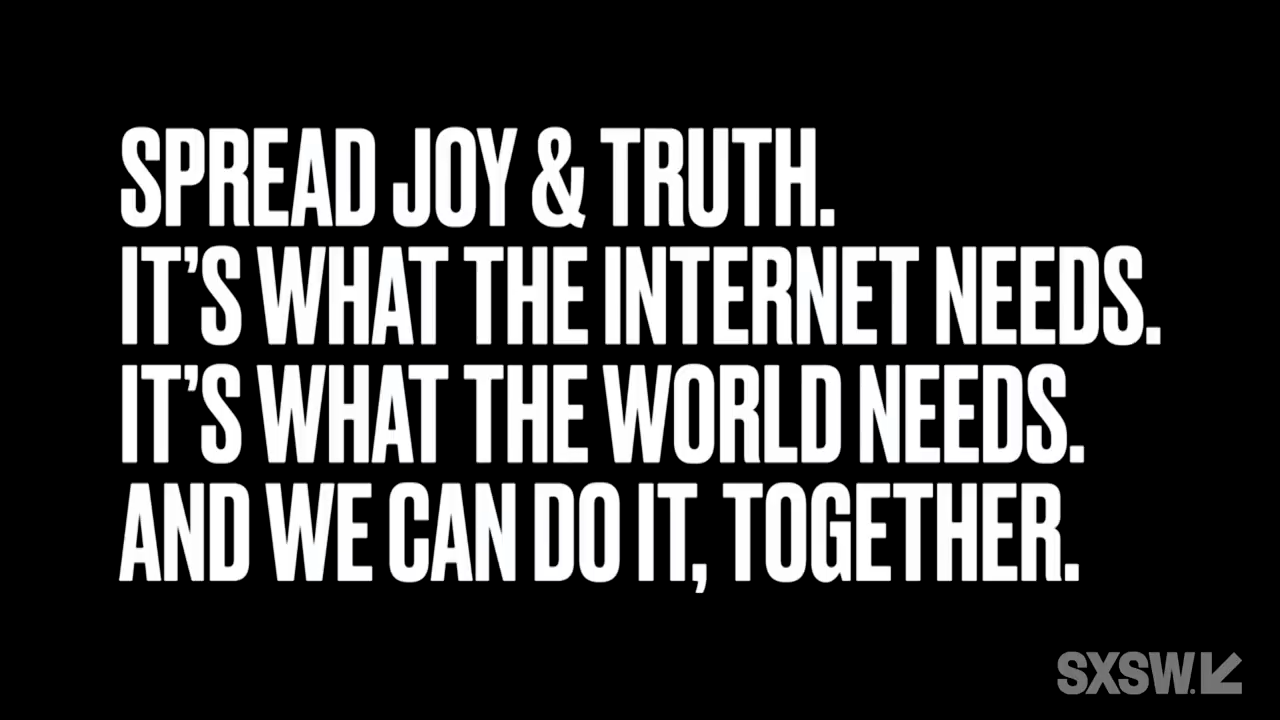 SPREAD JOY & TRUTH.
IT’S WHAT THE INTERNET NEEDS.
IT’S WHAT THE WORLD NEEDS.
AND WE CAN DO IT, TOGETHER.
SXSW.